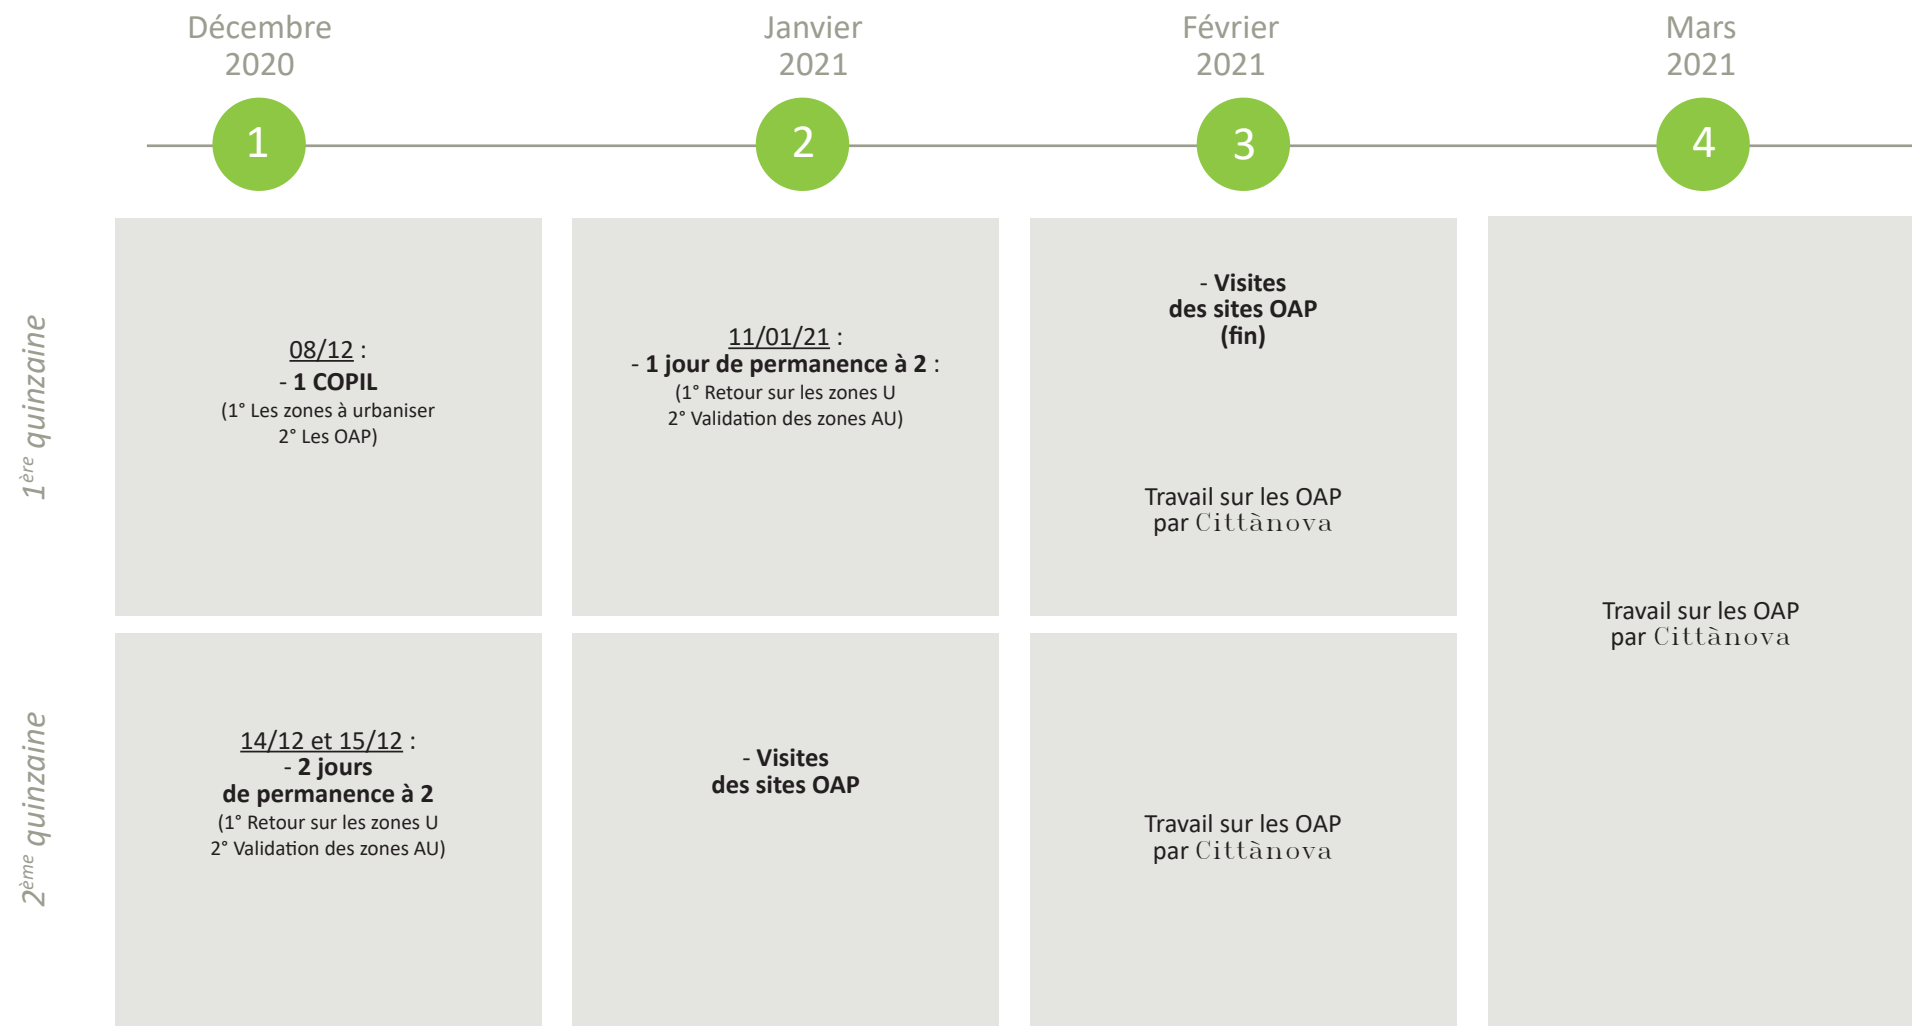 Décembre
2020
Janvier
2021
Février
2021
Mars
2021
1
2
3
4
1ère quinzaine
08/12 :
- 1 COPIL
(1° Les zones à urbaniser
2° Les OAP)
11/01/21 :
- 1 jour de permanence à 2 :
(1° Retour sur les zones U
2° Validation des zones AU)
- Visites
des sites OAP
(fin)
Travail sur les OAP
par Cittànova
Travail sur les OAP
par Cittànova
2ème quinzaine
14/12 et 15/12 :
- 2 jours
de permanence à 2
(1° Retour sur les zones U
2° Validation des zones AU)
- Visites
des sites OAP
Travail sur les OAP
par Cittànova